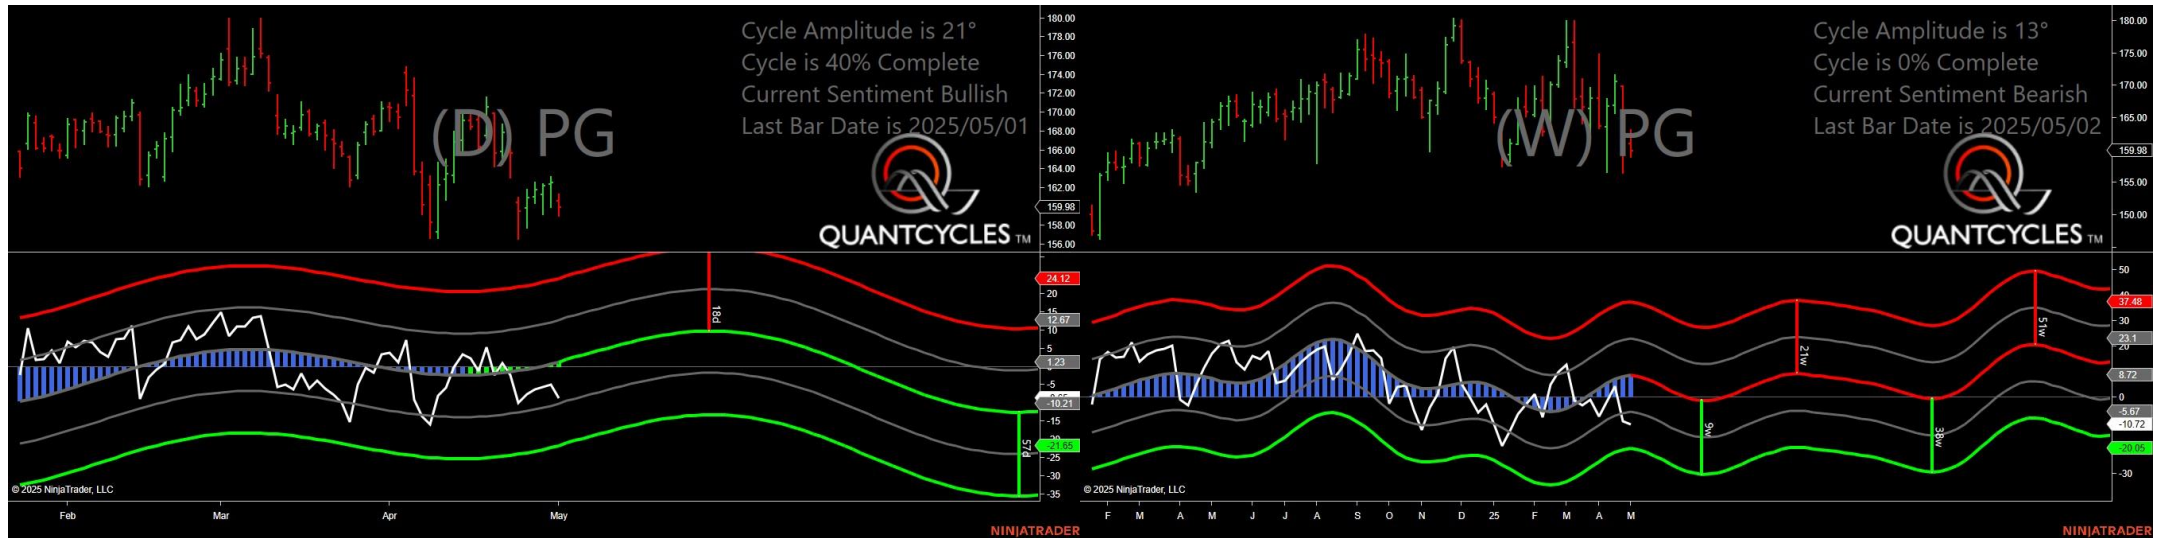 Cycle Amplitude is 21°
Cycle is 40% Complete
Current Sentiment Bullish
Last Bar Date is 2025/05/01
(D) PG
QUANTCYCLES TM
180.00
178.00
176.00
174.00
172.00
170.00
168.00
166.00
164.00
162.00
159.98
158.00
156.00
24.12
20
15
12.67
10
5
1.23
-5
-10.21
-15
-21.65
-25
-30
-35
18d
57d
© 2025 NinjaTrader, LLC
Feb Mar Apr May
NINJATRADER
Cycle Amplitude is 13°
Cycle is 0% Complete
Current Sentiment Bearish
Last Bar Date is 2025/05/02
(W) PG
QUANTCYCLES TM
180.00
175.00
170.00
165.00
159.98
155.00
150.00
50
37.48
30
23.1
20
8.72
0
-5.67
-10.72
-20.05
-30
9w
21w
38w
51w
© 2025 NinjaTrader, LLC
F M A M J J A S O N D 25 F M A M
NINJATRADER